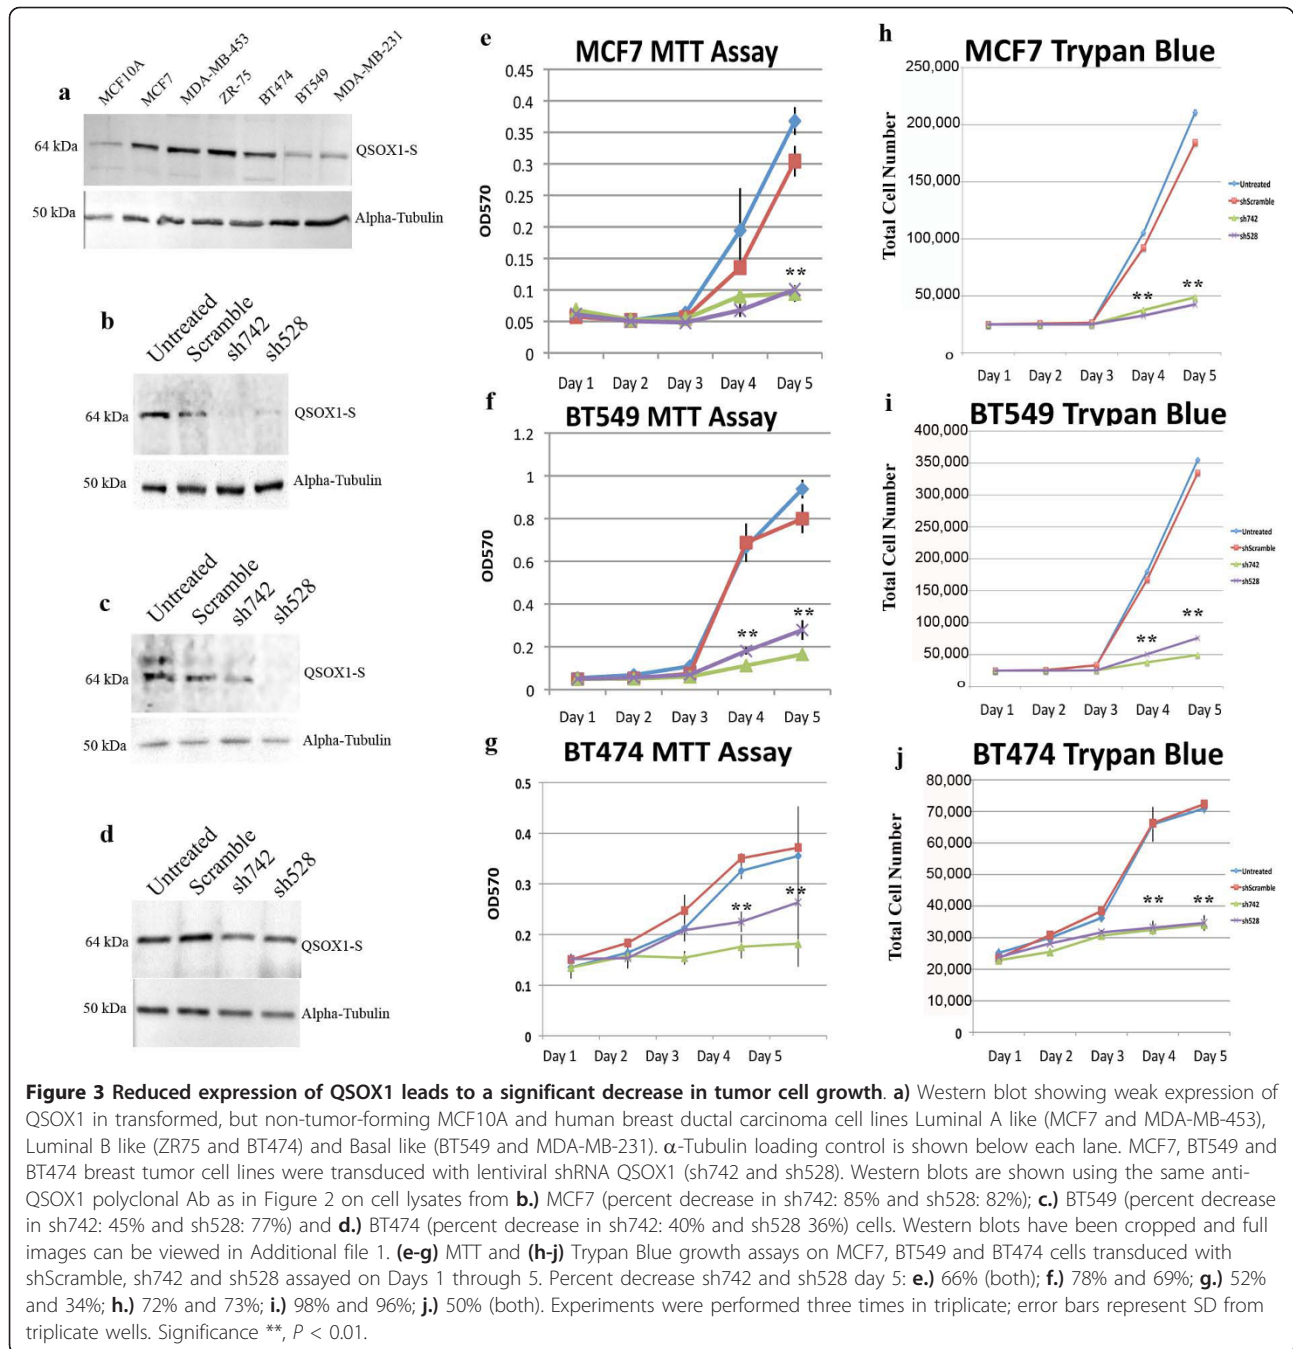 a
MCF10A
MCF7
MDA-MB-453
ZR-75
BT474
BT549
MDA-MB-231
64 kDa
QSOX1-S
50 kDa
Alpha-Tubulin
b
Untreated
Scramble
sh742
sh528
64 kDa
QSOX1-S
50 kDa
Alpha-Tubulin
c
Untreated
Scramble
sh742
sh528
64 kDa
QSOX1-S
50 kDa
Alpha-Tubulin
d
Untreated
Scramble
sh742
sh528
64 kDa
QSOX1-S
50 kDa
Alpha-Tubulin
e
MCF7 MTT Assay
OD570
0.45
0.4
0.35
0.3
0.25
0.2
0.15
0.1
0.05
0
**
Day 1 Day 2 Day 3 Day 4 Day 5
f
BT549 MTT Assay
OD570
1.2
1
0.8
0.6
0.4
0.2
0
** **
Day 1 Day 2 Day 3 Day 4 Day 5
g
BT474 MTT Assay
OD570
0.5
0.4
0.3
0.2
0.1
0
** **
Day 1 Day 2 Day 3 Day 4 Day 5
h
MCF7 Trypan Blue
Total Cell Number
250,000
200,000
150,000
100,000
50,000
0
** **
Day 1 Day 2 Day 3 Day 4 Day 5
Untreated
shScramble
sh742
sh528
i
BT549 Trypan Blue
Total Cell Number
400,000
350,000
300,000
250,000
200,000
150,000
100,000
50,000
0
** **
Day 1 Day 2 Day 3 Day 4 Day 5
Untreated
shScramble
sh742
sh528
j
BT474 Trypan Blue
Total Cell Number
80,000
70,000
60,000
50,000
40,000
30,000
20,000
10,000
0
** **
Day 1 Day 2 Day 3 Day 4 Day 5
Untreated
shScramble
sh742
sh528
Figure 3 Reduced expression of QSOX1 leads to a significant decrease in tumor cell growth. a) Western blot showing weak expression of
QSOX1 in transformed, but non-tumor-forming MCF10A and human breast ductal carcinoma cell lines Luminal A like (MCF7 and MDA-MB-453),
Luminal B like (ZR75 and BT474) and Basal like (BT549 and MDA-MB-231). α-Tubulin loading control is shown below each lane. MCF7, BT549 and
BT474 breast tumor cell lines were transduced with lentiviral shRNA QSOX1 (sh742 and sh528). Western blots are shown using the same anti-
QSOX1 polyclonal Ab as in Figure 2 on cell lysates from b.) MCF7 (percent decrease in sh742: 85% and sh528: 82%); c.) BT549 (percent decrease
in sh742: 45% and sh528: 77%) and d.) BT474 (percent decrease in sh742: 40% and sh528 36%) cells. Western blots have been cropped and full
images can be viewed in Additional file 1. (e-g) MTT and (h-j) Trypan Blue growth assays on MCF7, BT549 and BT474 cells transduced with
shScramble, sh742 and sh528 assayed on Days 1 through 5. Percent decrease sh742 and sh528 day 5: e.) 66% (both); f.) 78% and 69%; g.) 52%
and 34%; h.) 72% and 73%; i.) 98% and 96%; j.) 50% (both). Experiments were performed three times in triplicate; error bars represent SD from
triplicate wells. Significance **, P < 0.01.